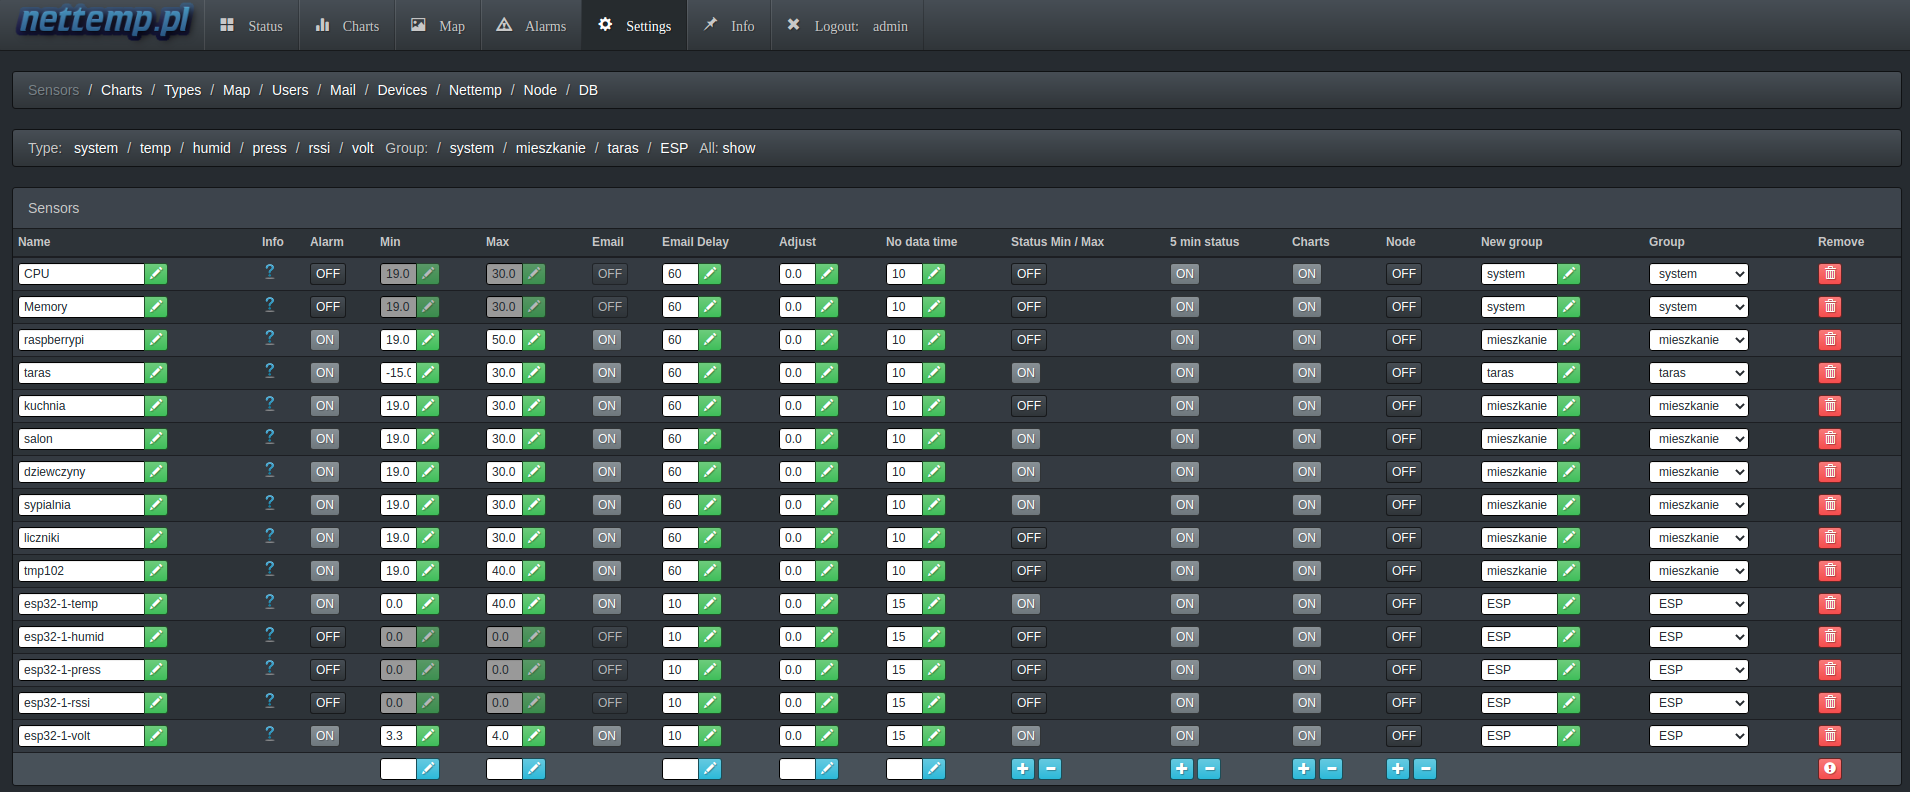 nettemp.pl Status Charts Map Alarms Settings Info Logout: admin
Sensors / Charts / Types / Map / Users / Mail / Devices / Nettemp / Node / DB
Type: system / temp / humid / press / rssi / volt Group: / system / mieszkanie / taras / ESP All: show
Sensors
Name Info Alarm Min Max Email Email Delay Adjust No data time Status Min / Max 5 min status Charts Node New group Group Remove
CPU ? OFF 19.0 30.0 OFF 60 0.0 10 OFF ON ON OFF system system
Memory ? OFF 19.0 30.0 OFF 60 0.0 10 OFF ON ON OFF system system
raspberrypi ? ON 19.0 50.0 ON 60 0.0 10 OFF ON ON OFF mieszkanie mieszkanie
taras ? ON -15.0 30.0 ON 60 0.0 10 ON ON ON OFF taras taras
kuchnia ? ON 19.0 30.0 ON 60 0.0 10 OFF ON ON OFF mieszkanie mieszkanie
salon ? ON 19.0 30.0 ON 60 0.0 10 ON ON ON OFF mieszkanie mieszkanie
dziewczyny ? ON 19.0 30.0 ON 60 0.0 10 ON ON ON OFF mieszkanie mieszkanie
sypialnia ? ON 19.0 30.0 ON 60 0.0 10 ON ON ON OFF mieszkanie mieszkanie
liczniki ? ON 19.0 30.0 ON 60 0.0 10 OFF ON ON OFF mieszkanie mieszkanie
tmp102 ? ON 19.0 40.0 ON 60 0.0 10 OFF ON ON OFF mieszkanie mieszkanie
esp32-1-temp ? ON 0.0 40.0 ON 10 0.0 15 ON ON ON OFF ESP ESP
esp32-1-humid ? OFF 0.0 0.0 OFF 10 0.0 15 OFF ON ON OFF ESP ESP
esp32-1-press ? OFF 0.0 0.0 OFF 10 0.0 15 OFF ON ON OFF ESP ESP
esp32-1-rssi ? OFF 0.0 0.0 OFF 10 0.0 15 OFF ON ON OFF ESP ESP
esp32-1-volt ? ON 3.3 4.0 ON 10 0.0 15 ON ON ON OFF ESP ESP